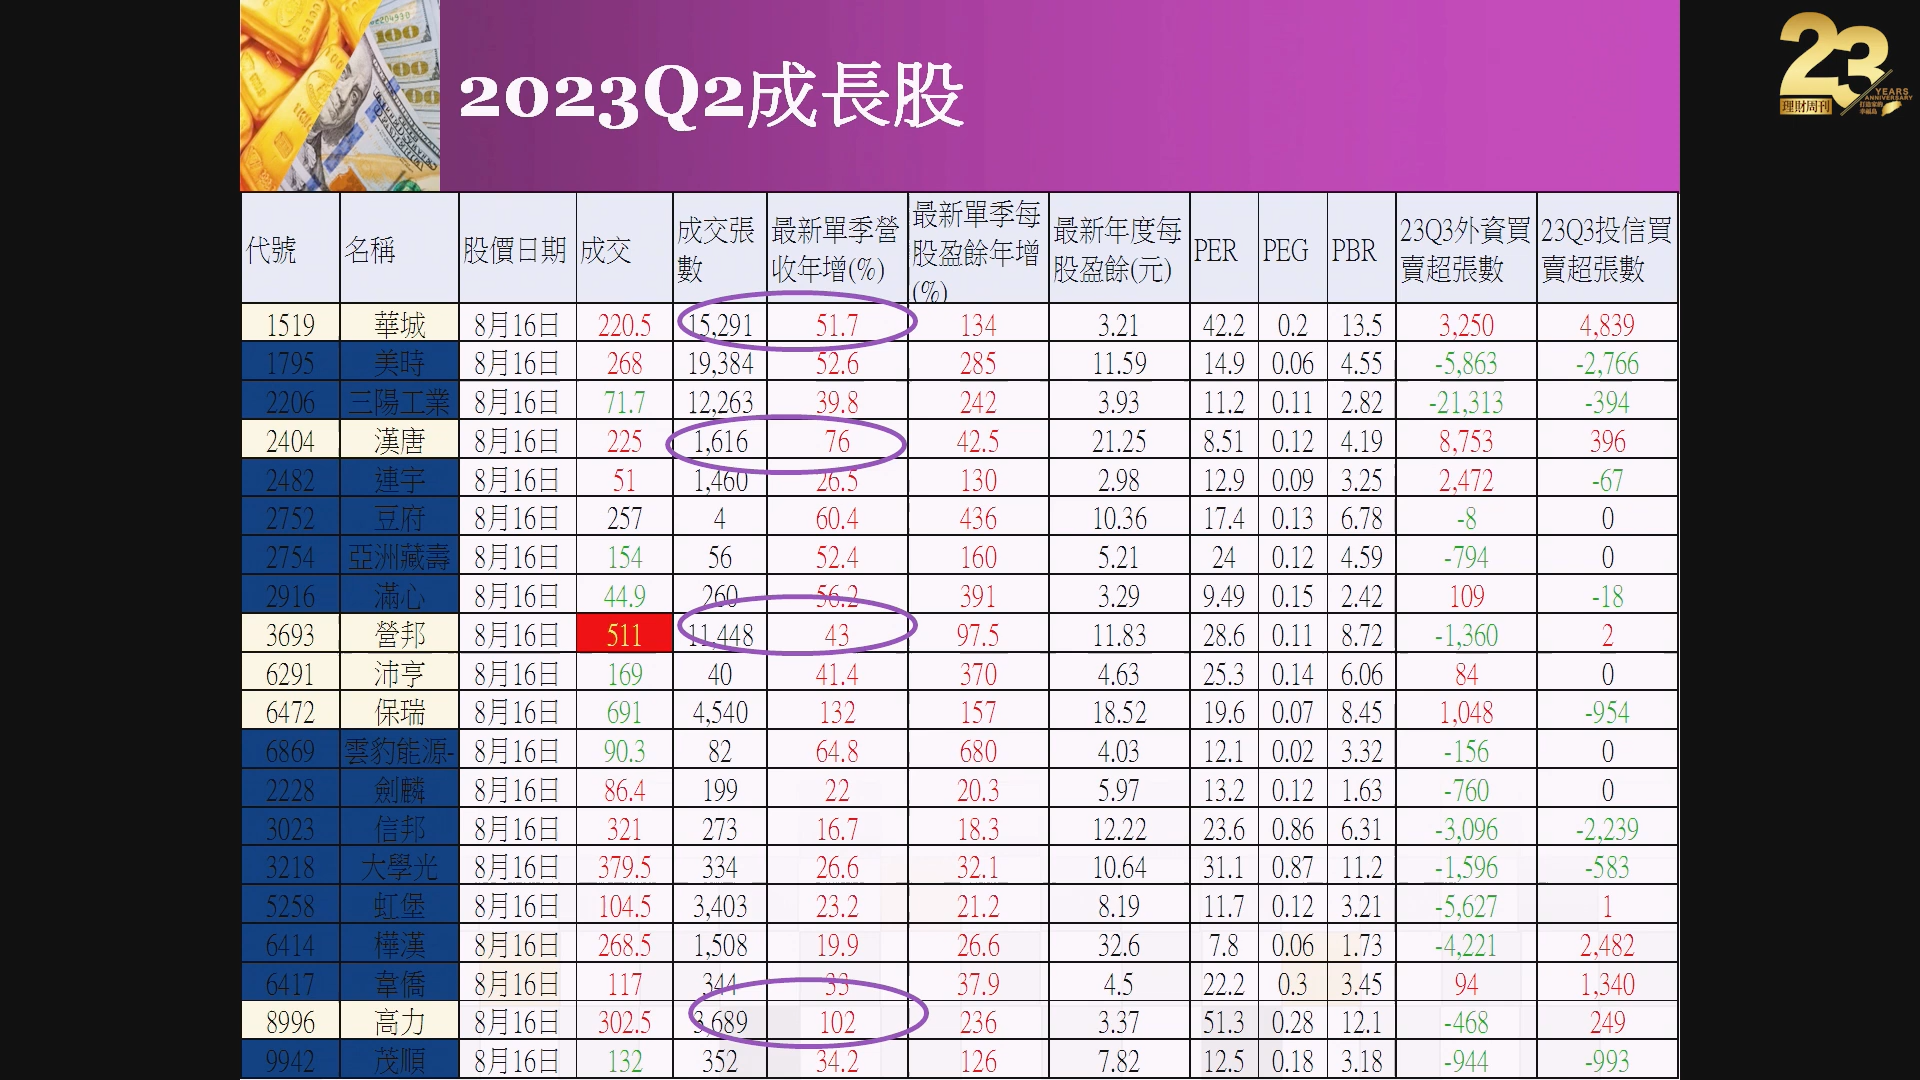 2023Q2成長股
23
YEARS
ANNIVERSARY
理財周刊
代號 名稱 股價日期 成交 成交張數 最新單季營收年增(%) 最新單季每股盈餘年增(%) 最新年度每股盈餘(元) PER PEG PBR 23Q3外資買賣超張數 23Q3投信買賣超張數
1519 華城 8月16日 220.5 15,291 51.7 134 3.21 42.2 0.2 13.5 3,250 4,839
1795 美時 8月16日 268 19,384 52.6 285 11.59 14.9 0.06 4.55 -5,863 -2,766
2206 三陽工業 8月16日 71.7 12,263 39.8 242 3.93 11.2 0.11 2.82 -21,313 -394
2404 漢唐 8月16日 225 1,616 76 42.5 21.25 8.51 0.12 4.19 8,753 396
2482 連宇 8月16日 51 1,460 26.5 130 2.98 12.9 0.09 3.25 2,472 -67
2752 豆府 8月16日 257 4 60.4 436 10.36 17.4 0.13 6.78 -8 0
2754 亞洲藏壽 8月16日 154 56 52.4 160 5.21 24 0.12 4.59 -794 0
2916 滿心 8月16日 44.9 260 56.2 391 3.29 9.49 0.15 2.42 109 -18
3693 營邦 8月16日 511 11,448 43 97.5 11.83 28.6 0.11 8.72 -1,360 2
6291 沛亨 8月16日 169 40 41.4 370 4.63 25.3 0.14 6.06 84 0
6472 保瑞 8月16日 691 4,540 132 157 18.52 19.6 0.07 8.45 1,048 -954
6869 雲豹能源- 8月16日 90.3 82 64.8 680 4.03 12.1 0.02 3.32 -156 0
2228 劍麟 8月16日 86.4 199 22 20.3 5.97 13.2 0.12 1.63 -760 0
3023 信邦 8月16日 321 273 16.7 18.3 12.22 23.6 0.86 6.31 -3,096 -2,239
3218 大學光 8月16日 379.5 334 26.6 32.1 10.64 31.1 0.87 11.2 -1,596 -583
5258 虹堡 8月16日 104.5 3,403 23.2 21.2 8.19 11.7 0.12 3.21 -5,627 1
6414 樺漢 8月16日 268.5 1,508 19.9 26.6 32.6 7.8 0.06 1.73 -4,221 2,482
6417 韋僑 8月16日 117 344 33 37.9 4.5 22.2 0.3 3.45 94 1,340
8996 高力 8月16日 302.5 3,689 102 236 3.37 51.3 0.28 12.1 -468 249
9942 茂順 8月16日 132 352 34.2 126 7.82 12.5 0.18 3.18 -944 -993